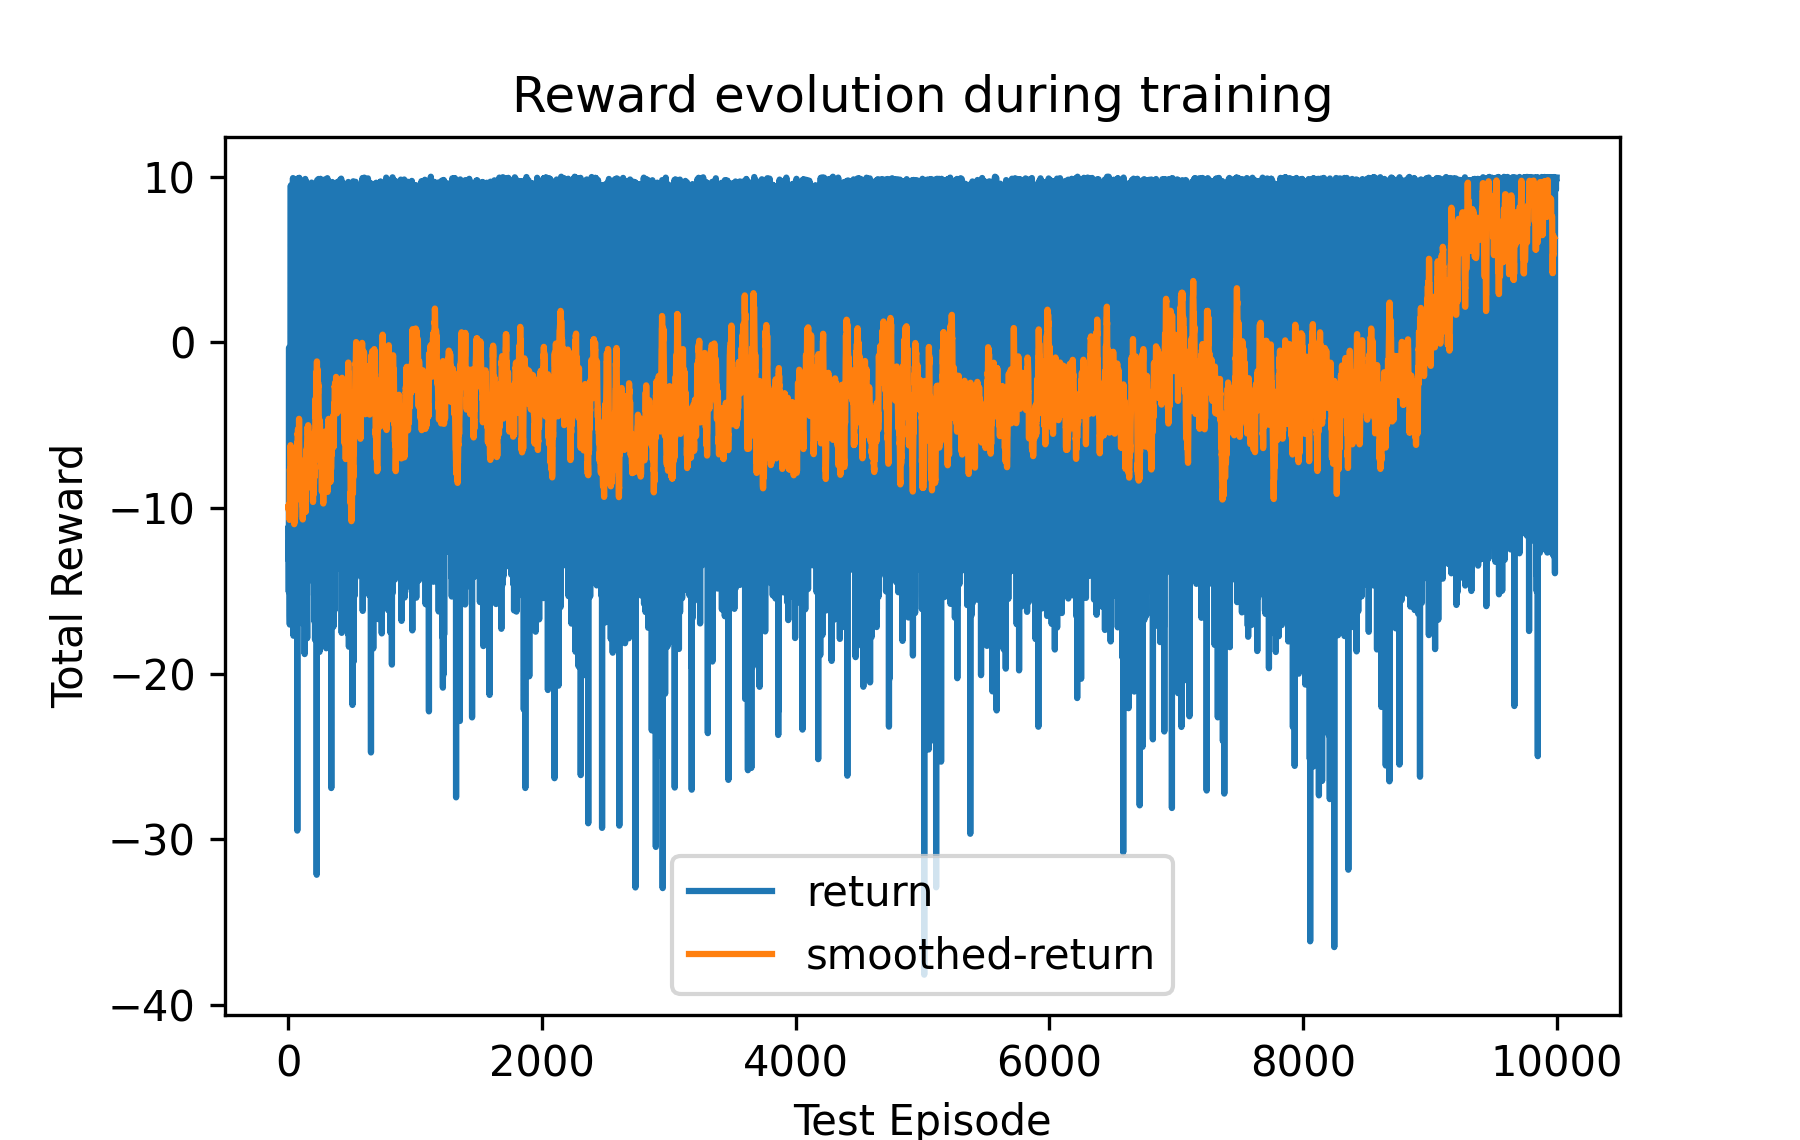 Reward evolution during training
10
0
−10
−20
−30
−40
Total Reward
return
smoothed-return
0 2000 4000 6000 8000 10000
Test Episode